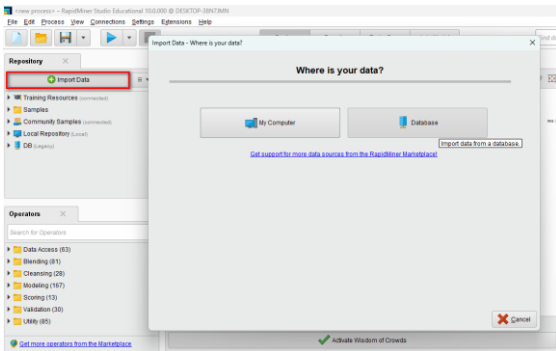 <new process> – RapidMiner Studio Educational 10.0.000 @ DESKTOP-38N7JMN
File Edit Process View Connections Settings Extensions Help
Import Data - Where is your data?
Repository
Import Data
Training Resources (connected)
Samples
Community Samples (connected)
Local Repository (Local)
DB (Legacy)
Where is your data?
My Computer
Database
Import data from a database.
Get support for more data sources from the RapidMiner Marketplace!
Operators
Search for Operators
Data Access (63)
Blending (81)
Cleansing (28)
Modeling (167)
Scoring (13)
Validation (30)
Utility (85)
Get more operators from the Marketplace
Cancel
Activate Wisdom of Crowds